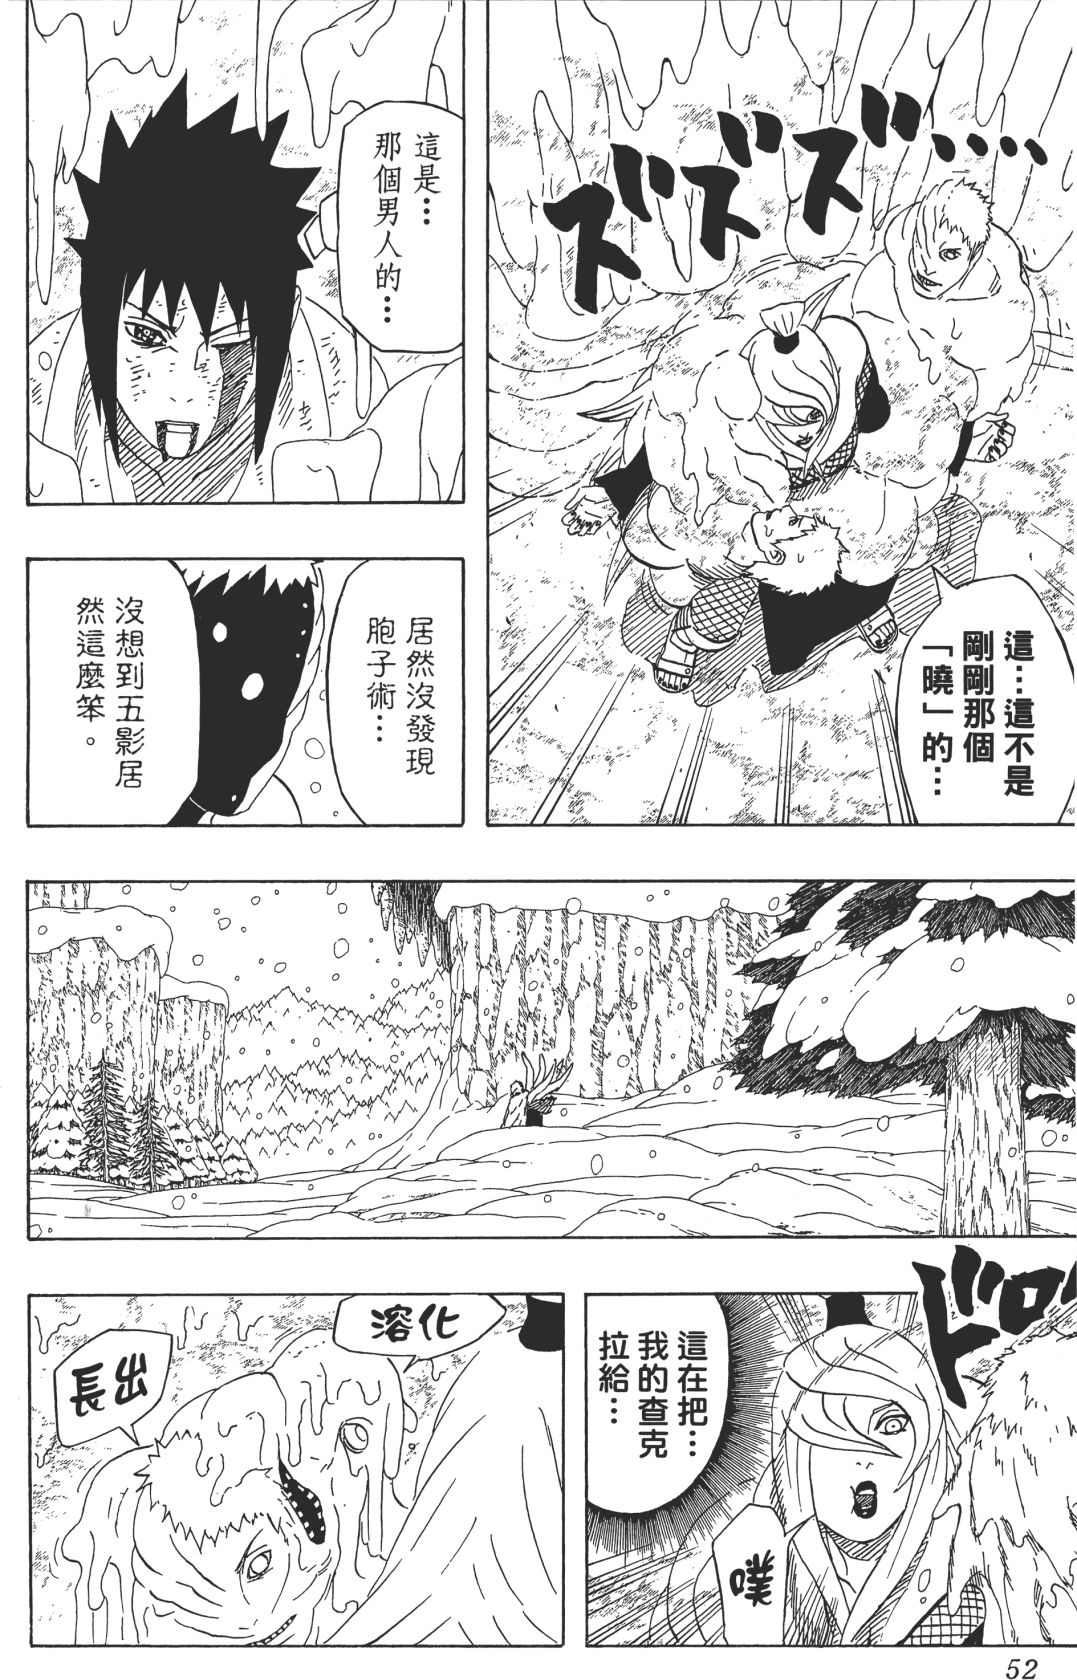 ズズズズ‥‥
這…這不是
剛剛那個
「曉」的…
這是…
那個男人的…
居然沒發現
胞子術…
沒想到五影居
然這麼笨。
ドロ
這在把…
我的查克
拉給…
噗
溶化
長出
52